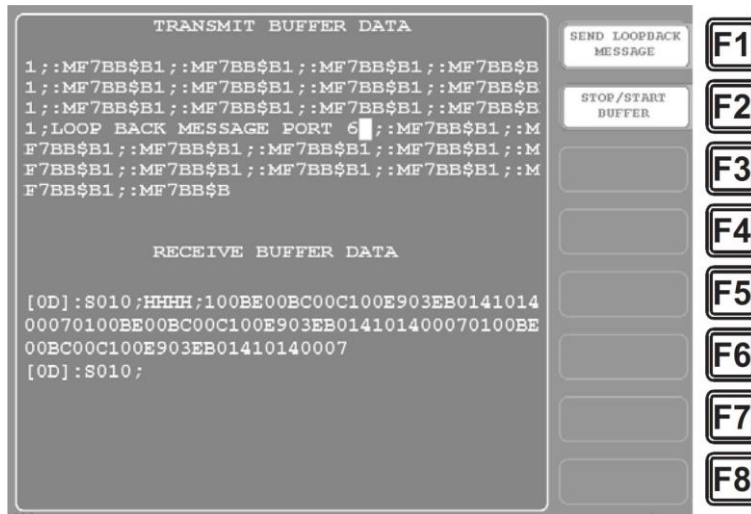 TRANSMIT BUFFER DATA
1;:MF7BB$B1;:MF7BB$B1;:MF7BB$B1;:MF7BB$B
1;:MF7BB$B1;:MF7BB$B1;:MF7BB$B1;:MF7BB$B
1;:MF7BB$B1;:MF7BB$B1;:MF7BB$B1;:MF7BB$B
1;LOOP BACK MESSAGE PORT 6 ;:MF7BB$B1;:M
F7BB$B1;:MF7BB$B1;:MF7BB$B1;:MF7BB$B1;:M
F7BB$B1;:MF7BB$B1;:MF7BB$B1;:MF7BB$B1;:M
F7BB$B1;:MF7BB$B
RECEIVE BUFFER DATA
[0D]:S010;HHHH;100BE00BC00C100E903EB0141014
00070100BE00BC00C100E903EB014101400070100BE
00BC00C100E903EB01410140007
[0D]:S010;
SEND LOOPBACK
MESSAGE
STOP/START
BUFFER
F1
F2
F3
F4
F5
F6
F7
F8